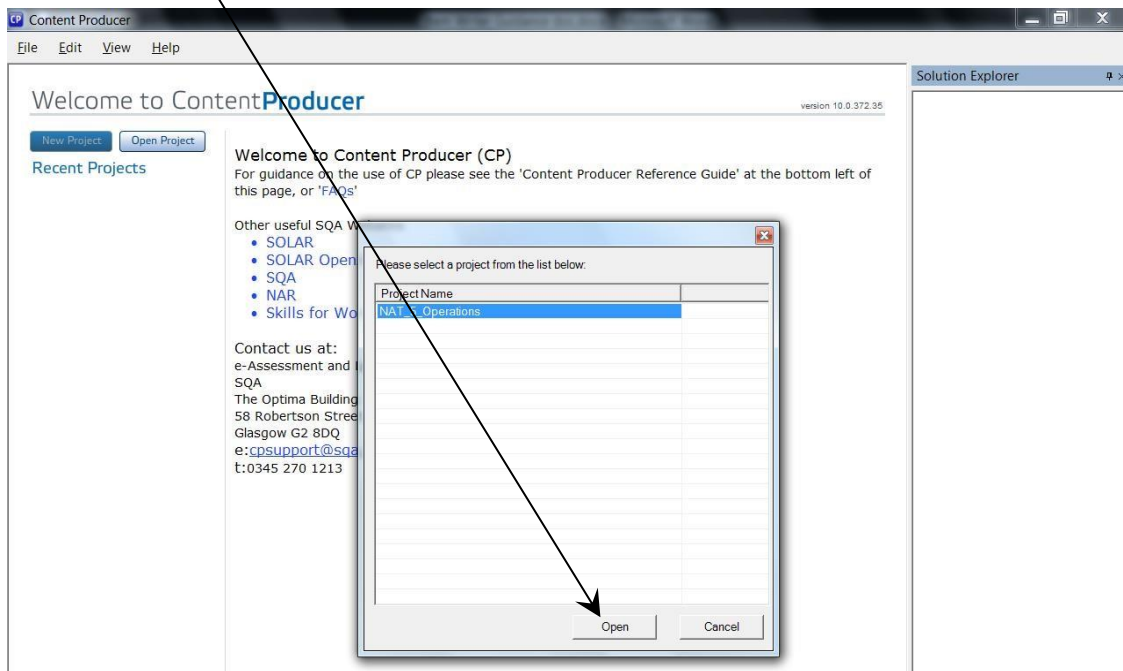 CP Content Producer
File Edit View Help
Solution Explorer
Welcome to ContentProducer
version 10.0.372.35
New Project Open Project
Recent Projects
Welcome to Content Producer (CP)
For guidance on the use of CP please see the 'Content Producer Reference Guide' at the bottom left of
this page, or 'FAQs'
Other useful SQA
• SOLAR
• SOLAR Open
• SQA
• NAR
• Skills for Wo
Contact us at:
e-Assessment and
SQA
The Optima Building
58 Robertson Stree
Glasgow G2 8DQ
e:cpsupport@sqa
t:0345 270 1213
Please select a project from the list below:
Project Name
NAT_5_Operations
Open Cancel